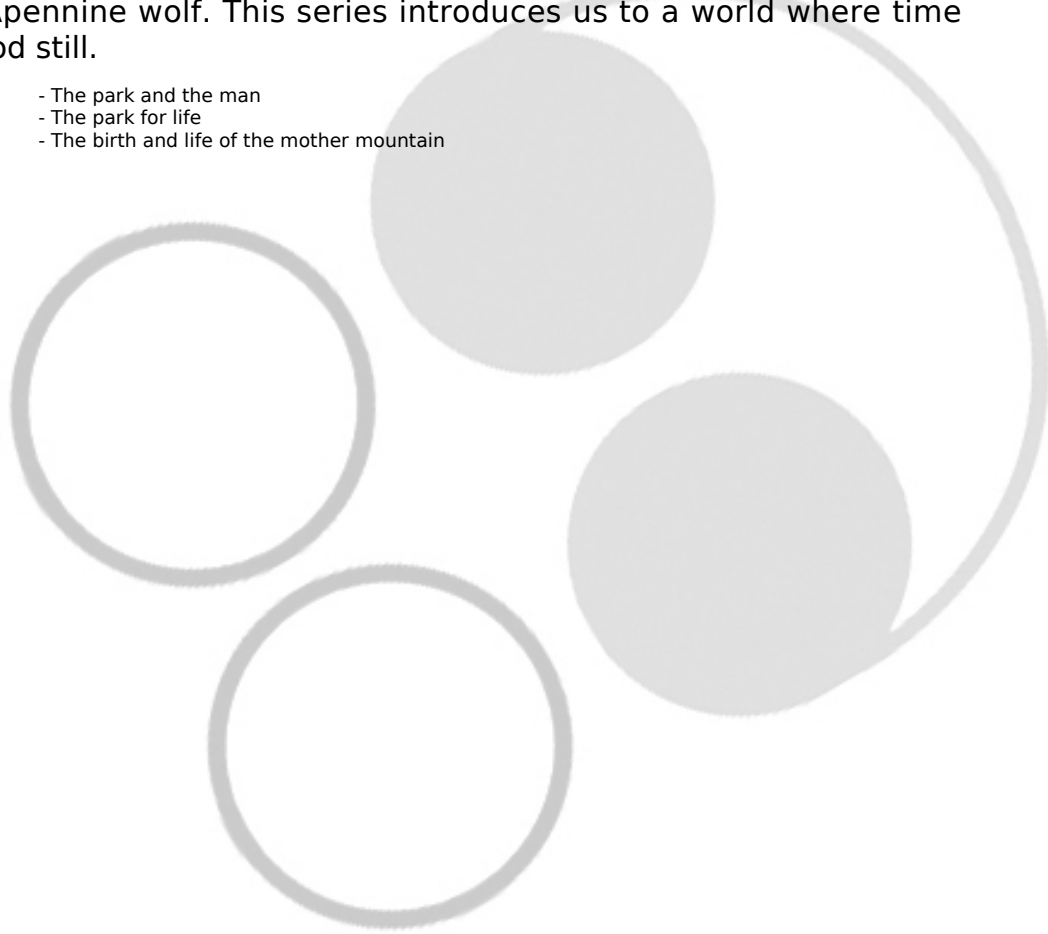 Apennine wolf. This series introduces us to a world where time
od still.
- The park and the man
- The park for life
- The birth and life of the mother mountain